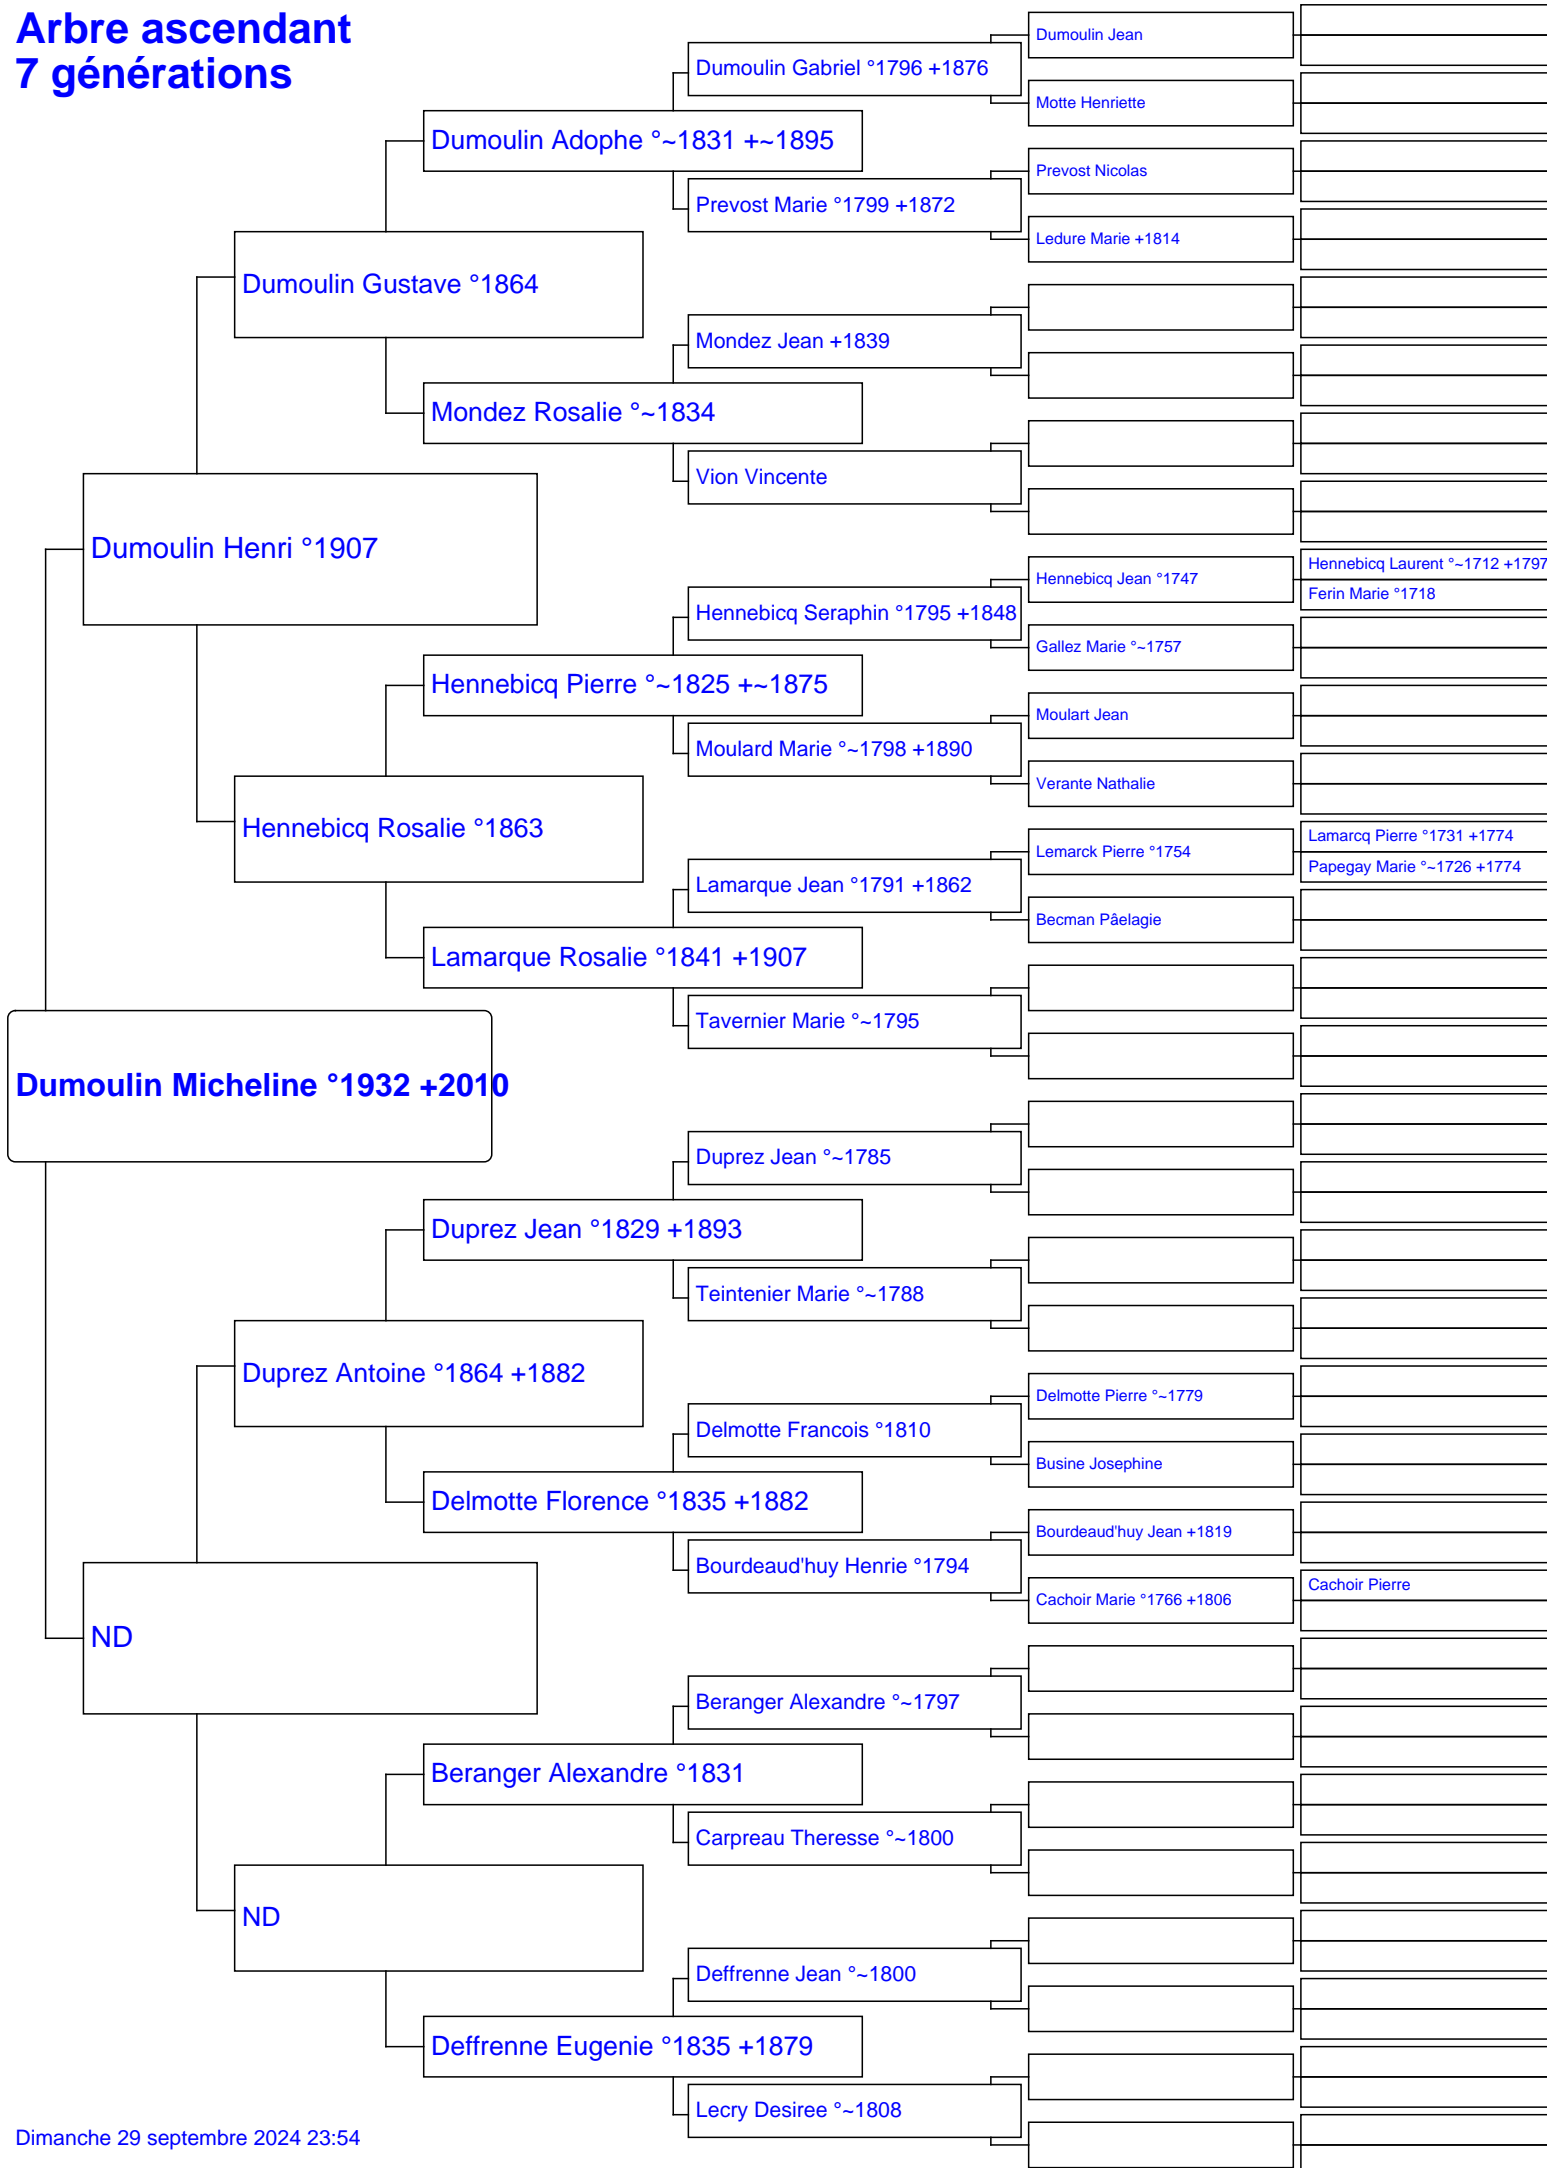 Arbre ascendant
7 générations
Dumoulin Jean
Dumoulin Gabriel °1796 +1876
Motte Henriette
Dumoulin Adophe °~1831 +~1895
Prevost Nicolas
Prevost Marie °1799 +1872
Ledure Marie +1814
Dumoulin Gustave °1864
Mondez Jean +1839
Mondez Rosalie °~1834
Vion Vincente
Dumoulin Henri °1907
Hennebicq Laurent °~1712 +1797
Hennebicq Jean °1747
Ferin Marie °1718
Hennebicq Seraphin °1795 +1848
Gallez Marie °~1757
Hennebicq Pierre °~1825 +~1875
Moulart Jean
Moulard Marie °~1798 +1890
Verante Nathalie
Hennebicq Rosalie °1863
Lamarcq Pierre °1731 +1774
Lemarck Pierre °1754
Papegay Marie °~1726 +1774
Lamarque Jean °1791 +1862
Becman Pâelagie
Lamarque Rosalie °1841 +1907
Tavernier Marie °~1795
Dumoulin Micheline °1932 +2010
Duprez Jean °~1785
Duprez Jean °1829 +1893
Teintenier Marie °~1788
Duprez Antoine °1864 +1882
Delmotte Pierre °~1779
Delmotte Francois °1810
Busine Josephine
Delmotte Florence °1835 +1882
Bourdeaud'huy Jean +1819
Bourdeaud'huy Henrie °1794
Cachoir Pierre
Cachoir Marie °1766 +1806
ND
Beranger Alexandre °~1797
Beranger Alexandre °1831
Carpreau Theresse °~1800
ND
Deffrenne Jean °~1800
Deffrenne Eugenie °1835 +1879
Lecry Desiree °~1808
Dimanche 29 septembre 2024 23:54